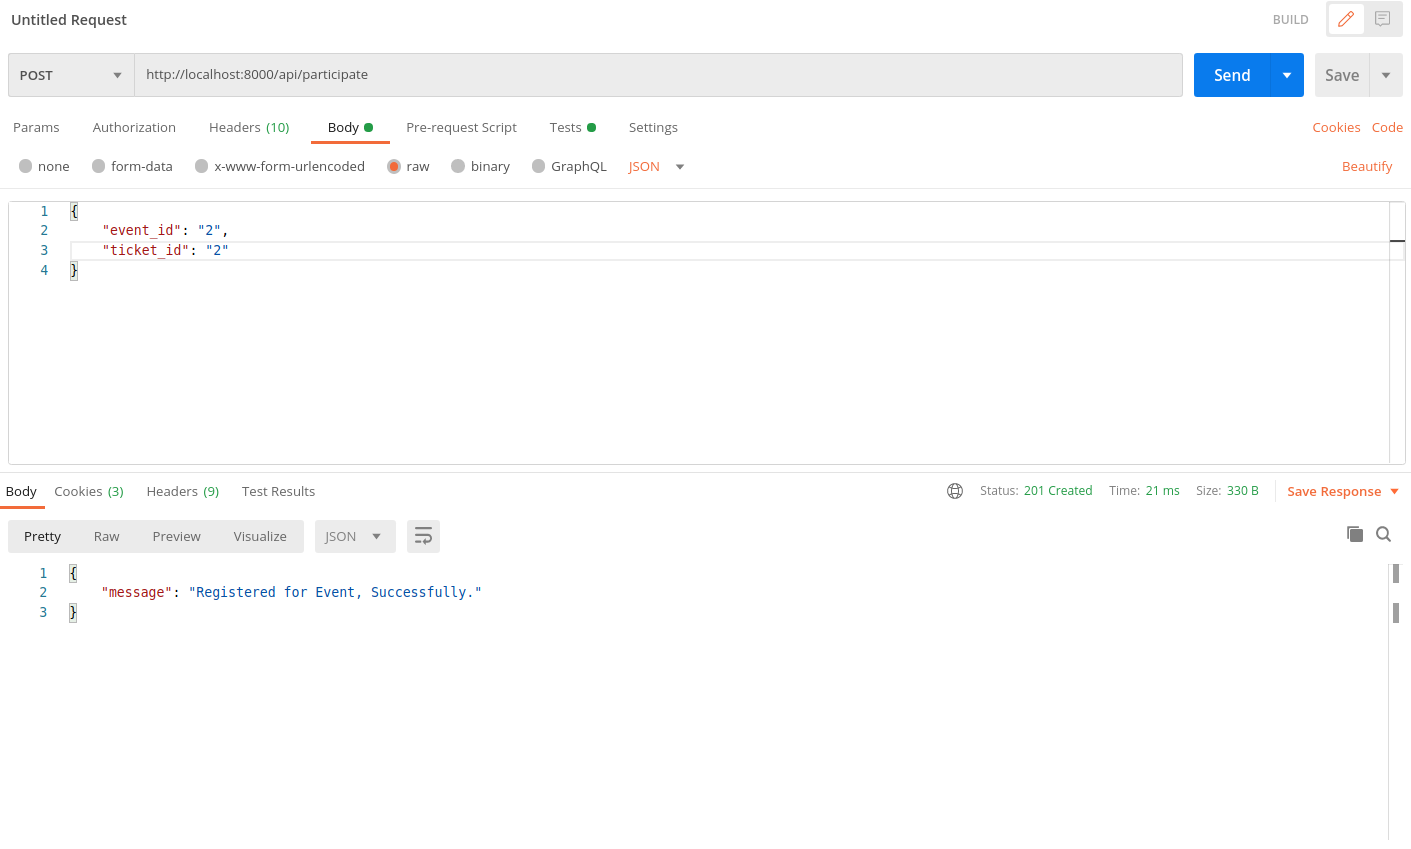 Untitled Request BUILD
POST http://localhost:8000/api/participate Send Save
Params Authorization Headers (10) Body Pre-request Script Tests Settings Cookies Code
none form-data x-www-form-urlencoded raw binary GraphQL JSON Beautify
1 {
2 "event_id": "2",
3 "ticket_id": "2"
4 }
Body Cookies (3) Headers (9) Test Results Status: 201 Created Time: 21 ms Size: 330 B Save Response
Pretty Raw Preview Visualize JSON
1 {
2 "message": "Registered for Event, Successfully."
3 }